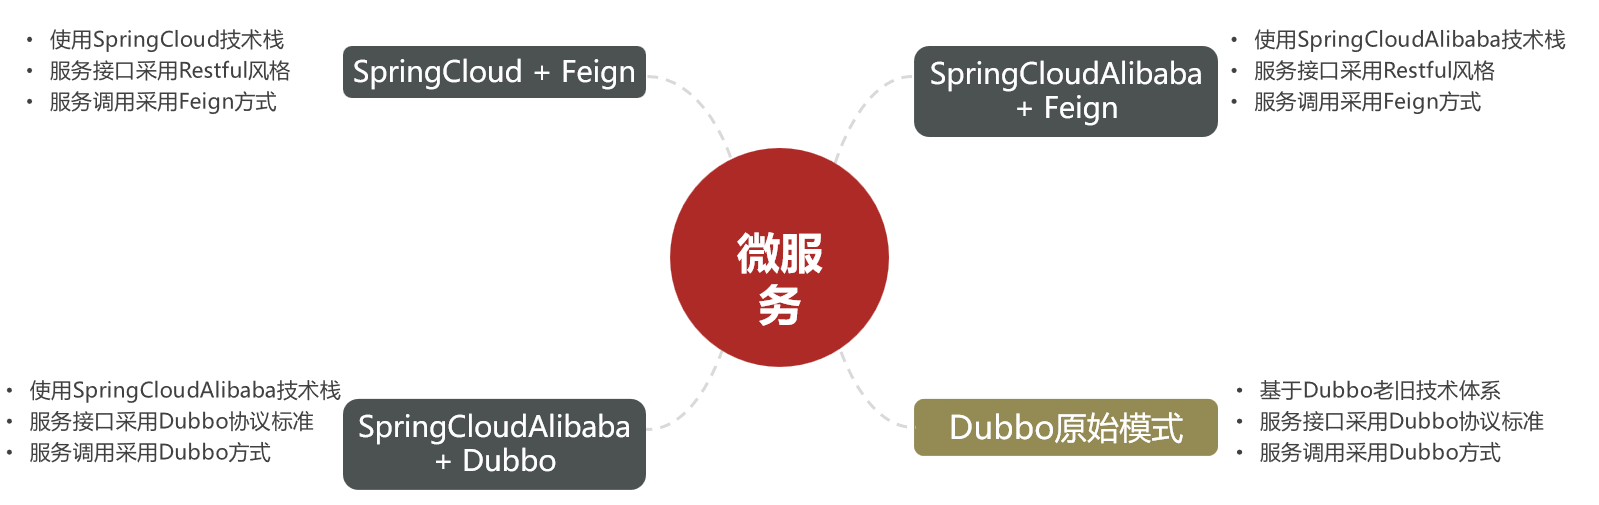 • 使用SpringCloud技术栈
• 服务接口采用Restful风格
• 服务调用采用Feign方式
SpringCloud + Feign
SpringCloudAlibaba
+ Feign
• 使用SpringCloudAlibaba技术栈
• 服务接口采用Restful风格
• 服务调用采用Feign方式
微服
务
• 使用SpringCloudAlibaba技术栈
• 服务接口采用Dubbo协议标准
• 服务调用采用Dubbo方式
SpringCloudAlibaba
+ Dubbo
Dubbo原始模式
• 基于Dubbo老旧技术体系
• 服务接口采用Dubbo协议标准
• 服务调用采用Dubbo方式